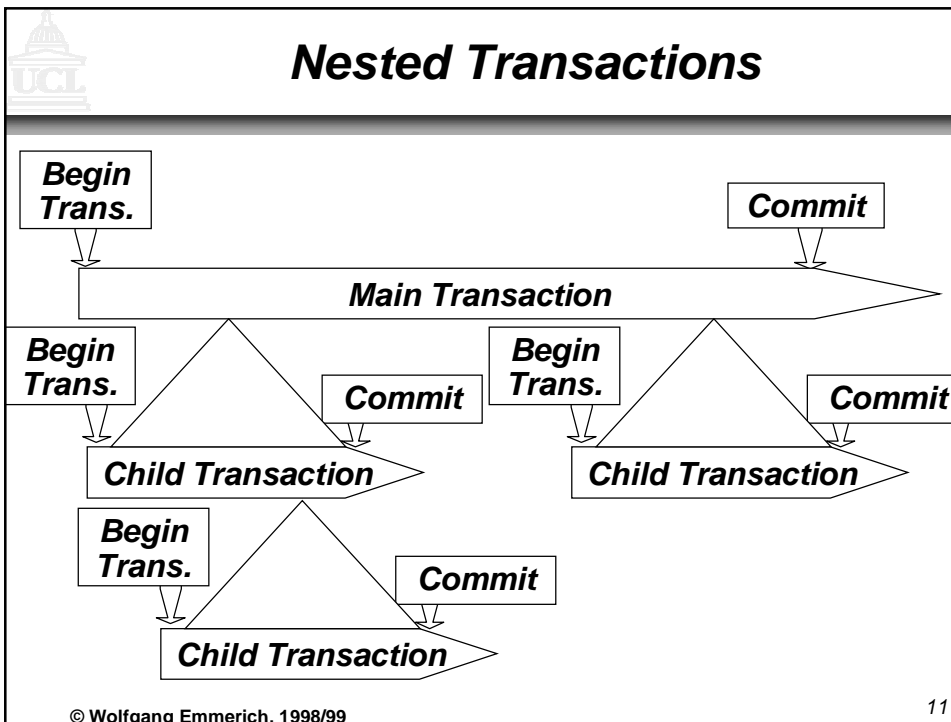 UCL
Nested Transactions
Begin
Trans.
Commit
Main Transaction
Begin
Trans.
Commit
Begin
Trans.
Commit
Child Transaction
Child Transaction
Begin
Trans.
Commit
Child Transaction
© Wolfgang Emmerich, 1998/99
11